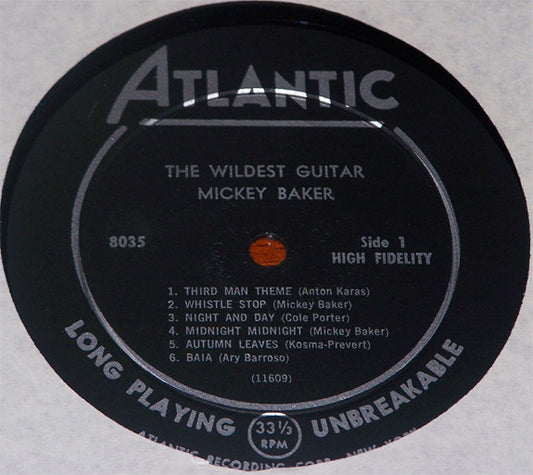 ATLANTIC
THE WILDEST GUITAR
MICKEY BAKER
8035
Side 1
HIGH FIDELITY
1. THIRD MAN THEME (Anton Karas)
2. WHISTLE STOP (Mickey Baker)
3. NIGHT AND DAY (Cole Porter)
4. MIDNIGHT MIDNIGHT (Mickey Baker)
5. AUTUMN LEAVES (Kosma-Prevert)
6. BAIA (Ary Barroso)
(11609)
LONG PLAYING UNBREAKABLE
33⅓
RPM
ATLANTIC RECORDING CORP. NEW YORK